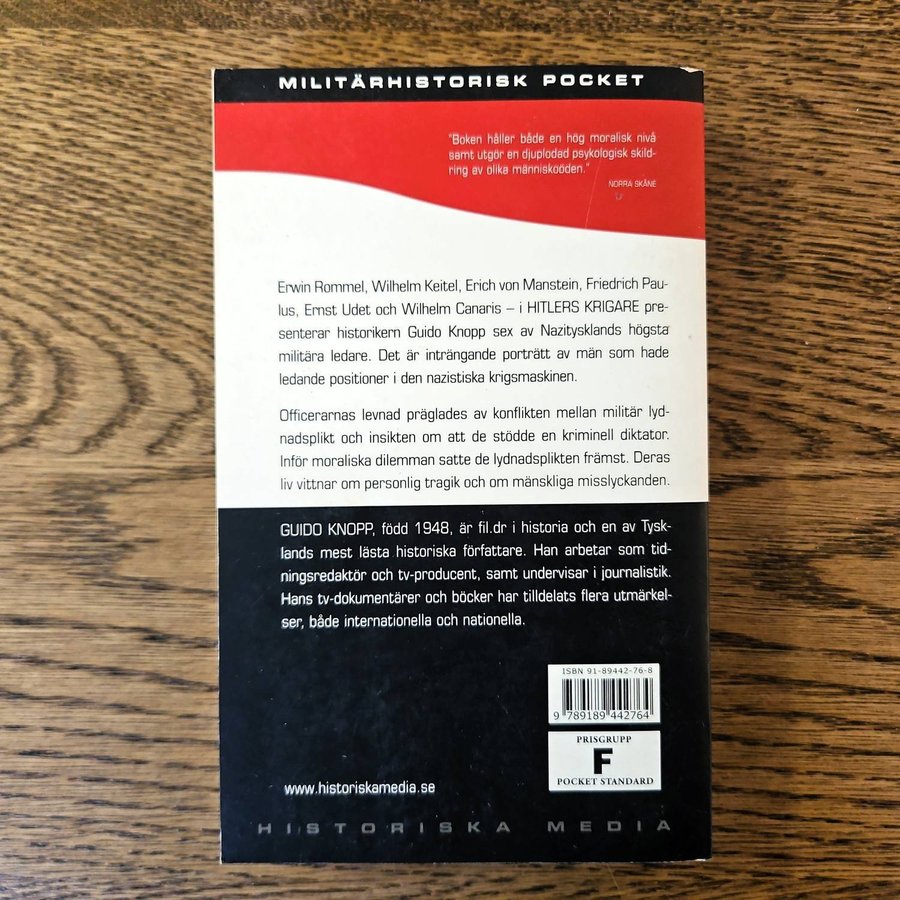 MILITÄRHISTORISK POCKET
"Boken håller både en hög moralisk nivå
samt utgör en djuplodad psykologisk skild-
ring av olika människoöden."
NORRA SKÅNE
Erwin Rommel, Wilhelm Keitel, Erich von Manstein, Friedrich Pau-
lus, Ernst Udet och Wilhelm Canaris – i HITLERS KRIGARE pre-
senterar historikern Guido Knopp sex av Nazitysklands högsta
militära ledare. Det är inträngande porträtt av män som hade
ledande positioner i den nazistiska krigsmaskinen.
Officerarnas levnad präglades av konflikten mellan militär lyd-
nadsplikt och insikten om att de stödde en kriminell diktator.
Inför moraliska dilemman satte de lydnadsplikten främst. Deras
liv vittnar om personlig tragik och om mänskliga misslyckanden.
GUIDO KNOPP, född 1948, är fil.dr i historia och en av Tysk-
lands mest lästa historiska författare. Han arbetar som tid-
ningsredaktör och tv-producent, samt undervisar i journalistik.
Hans tv-dokumentärer och böcker har tilldelats flera utmärkel-
ser, både internationella och nationella.
ISBN 91-89442-76-8
9 789189 442764
PRISGRUPP
F
POCKET STANDARD
www.historiskamedia.se
HISTORISKA MEDIA